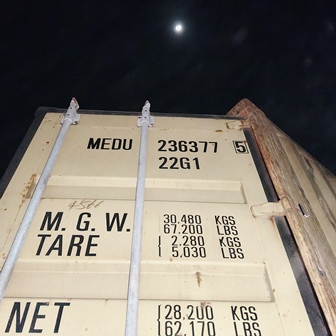 MEDU 236377 5
22G1
M.G.W. 30.480 KGS
67,200 LBS
TARE 2.280 KGS
5,030 LBS
NET 28,200 KGS
62,170 LBS